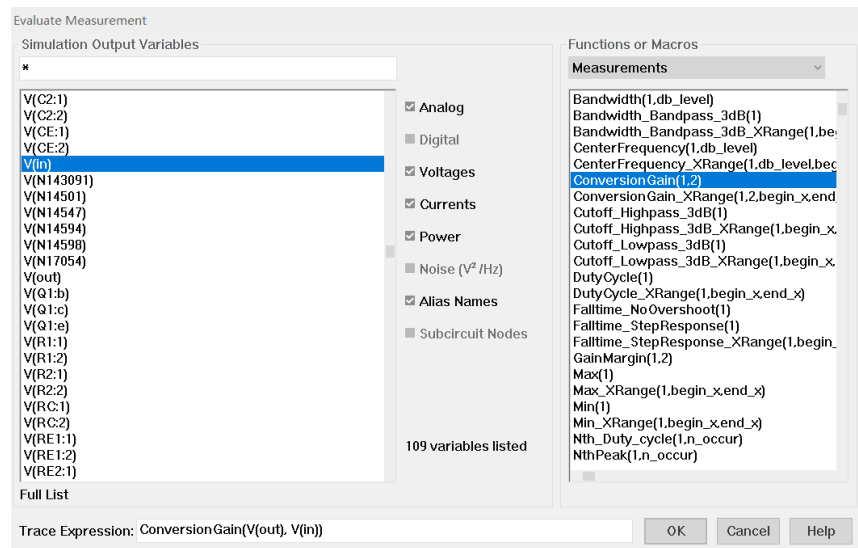 Evaluate Measurement
Simulation Output Variables
*
V(C2:1)
V(C2:2)
V(CE:1)
V(CE:2)
V(in)
V(N143091)
V(N14501)
V(N14547)
V(N14594)
V(N14598)
V(N17054)
V(out)
V(Q1:b)
V(Q1:c)
V(Q1:e)
V(R1:1)
V(R1:2)
V(R2:1)
V(R2:2)
V(RC:1)
V(RC:2)
V(RE1:1)
V(RE1:2)
V(RE2:1)
Full List
Analog
Digital
Voltages
Currents
Power
Noise (V²/Hz)
Alias Names
Subcircuit Nodes
109 variables listed
Functions or Macros
Measurements
Bandwidth(1,db_level)
Bandwidth_Bandpass_3dB(1)
Bandwidth_Bandpass_3dB_XRange(1,be
CenterFrequency(1,db_level)
CenterFrequency_XRange(1,db_level,beg
ConversionGain(1,2)
ConversionGain_XRange(1,2,begin_x,end_
Cutoff_Highpass_3dB(1)
Cutoff_Highpass_3dB_XRange(1,begin_x,
Cutoff_Lowpass_3dB(1)
Cutoff_Lowpass_3dB_XRange(1,begin_x,
DutyCycle(1)
DutyCycle_XRange(1,begin_x,end_x)
Falltime_NoOvershoot(1)
Falltime_StepResponse(1)
Falltime_StepResponse_XRange(1,begin_
GainMargin(1,2)
Max(1)
Max_XRange(1,begin_x,end_x)
Min(1)
Min_XRange(1,begin_x,end_x)
Nth_Duty_cycle(1,n_occur)
NthPeak(1,n_occur)
Trace Expression: ConversionGain(V(out), V(in))
OK Cancel Help